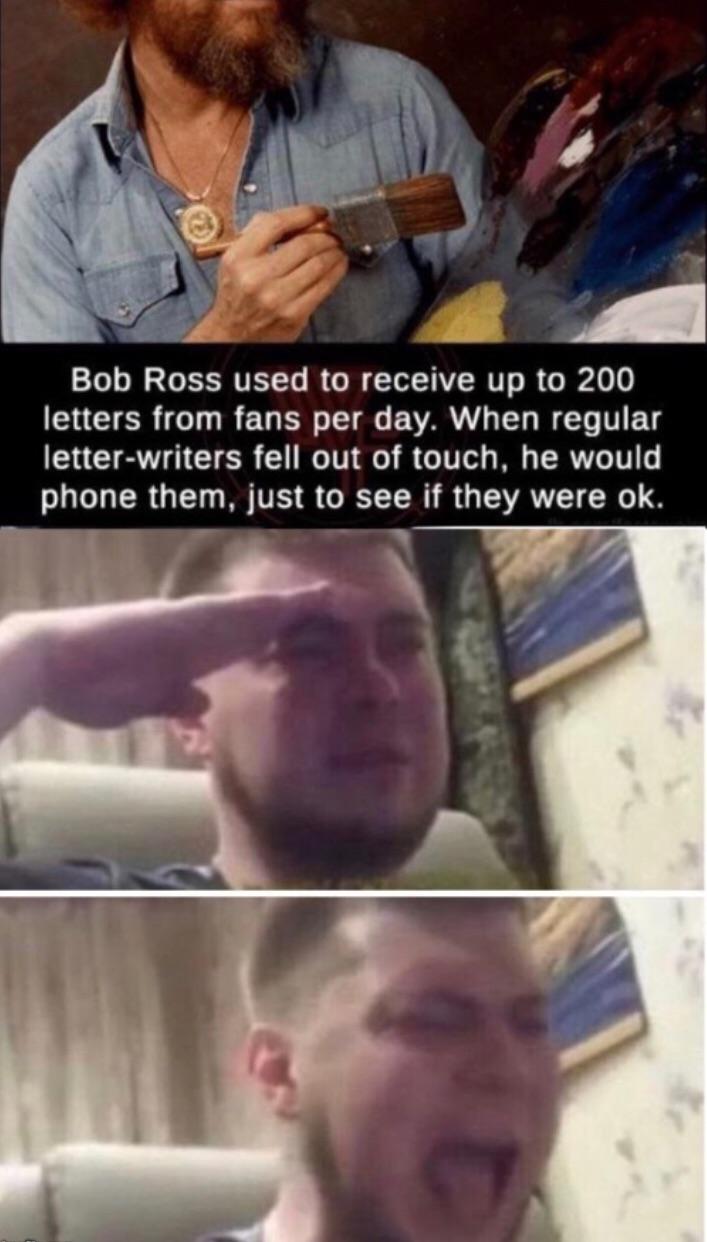 Bob Ross used to receive up to 200
letters from fans per day. When regular
letter-writers fell out of touch, he would
phone them, just to see if they were ok.